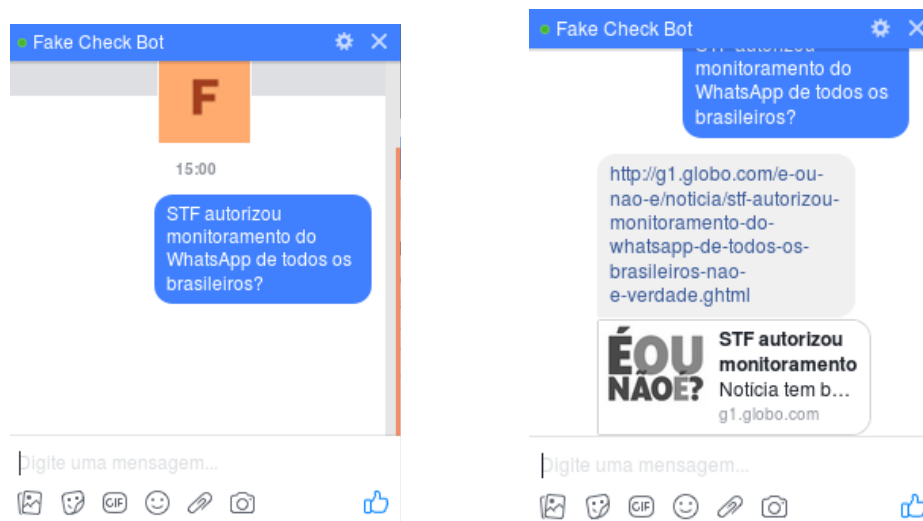 Fake Check Bot
F
15:00
STF autorizou
monitoramento do
WhatsApp de todos os
brasileiros?
Digite uma mensagem...
GIF
Fake Check Bot
STF autorizou
monitoramento do
WhatsApp de todos os
brasileiros?
http://g1.globo.com/e-ou-
nao-e/noticia/stf-autorizou-
monitoramento-do-
whatsapp-de-todos-os-
brasileiros-nao-
e-verdade.ghtml
ÉOU
NÃOÉ?
STF autorizou
monitoramento
Notícia tem b...
g1.globo.com
Digite uma mensagem...
GIF